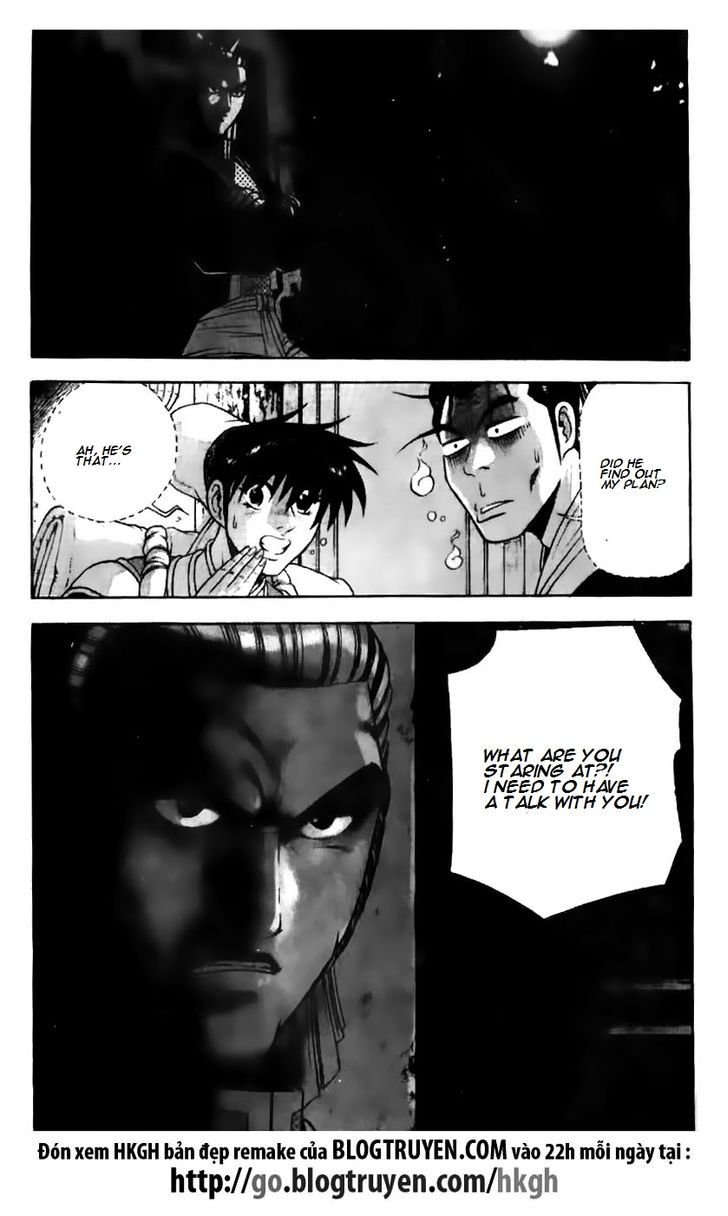 AH, HE'S
THAT...
DID HE
FIND OUT
MY PLAN?
WHAT ARE YOU
STARING AT?!
I NEED TO HAVE
A TALK WITH YOU!
Đón xem HKGH bản đẹp remake của BLOGTRUYEN.COM vào 22h mỗi ngày tại :
http://go.blogtruyen.com/hkgh